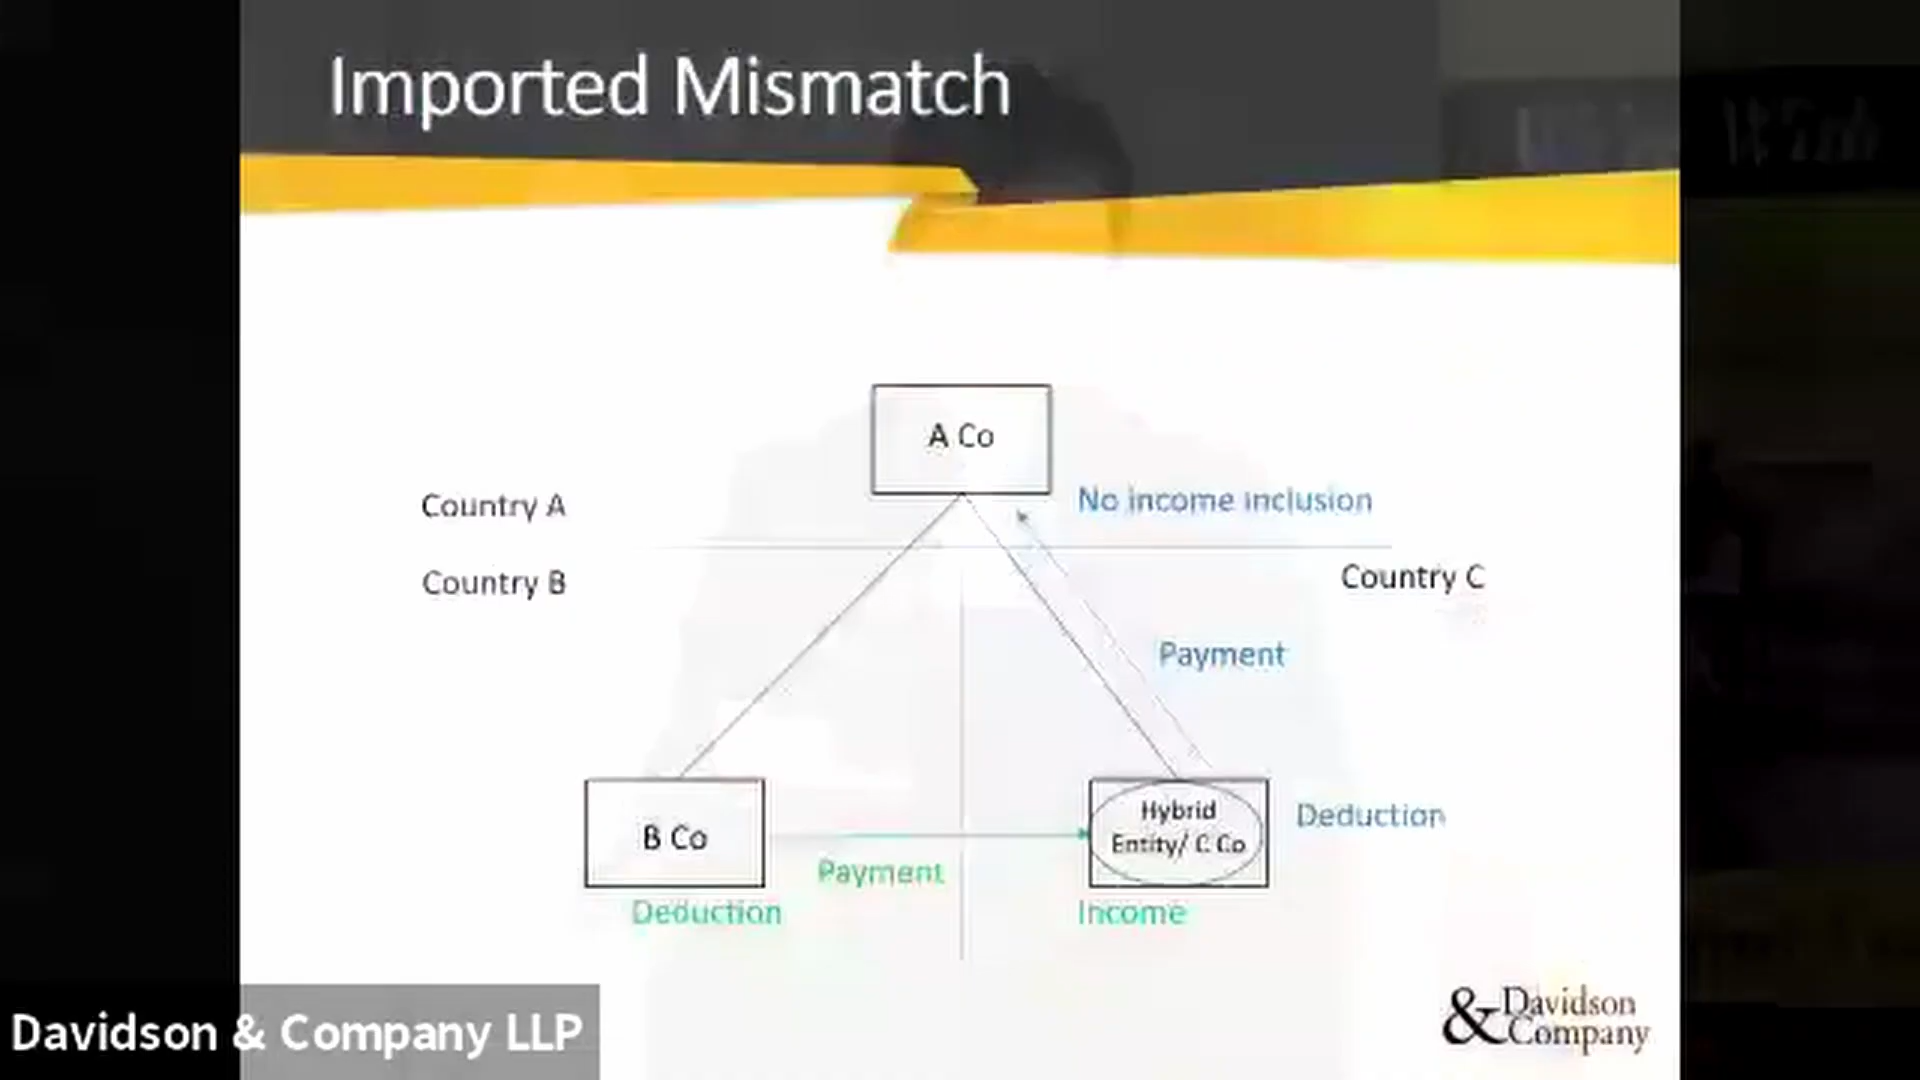 Imported Mismatch
A Co
Country A
No income inclusion
Country B
Country C
Payment
Hybrid
Entity/ C Co
Deduction
B Co
Payment
Deduction
Income
Davidson & Company LLP
& Davidson
Company